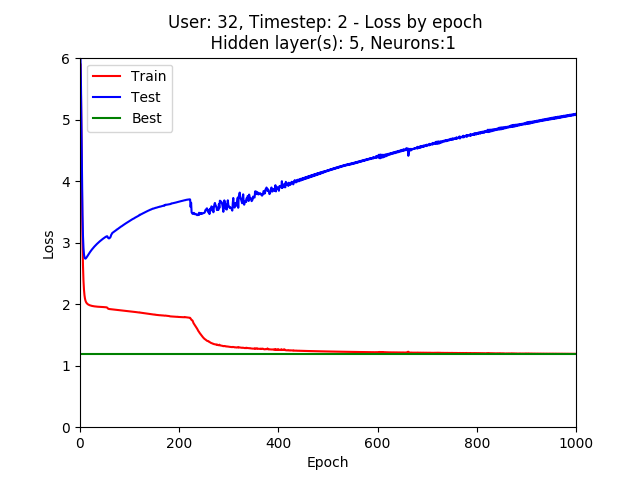 User: 32, Timestep: 2 - Loss by epoch
Hidden layer(s): 5, Neurons:1
Train
Test
Best
6
5
4
3
2
1
0
Loss
0 200 400 600 800 1000
Epoch